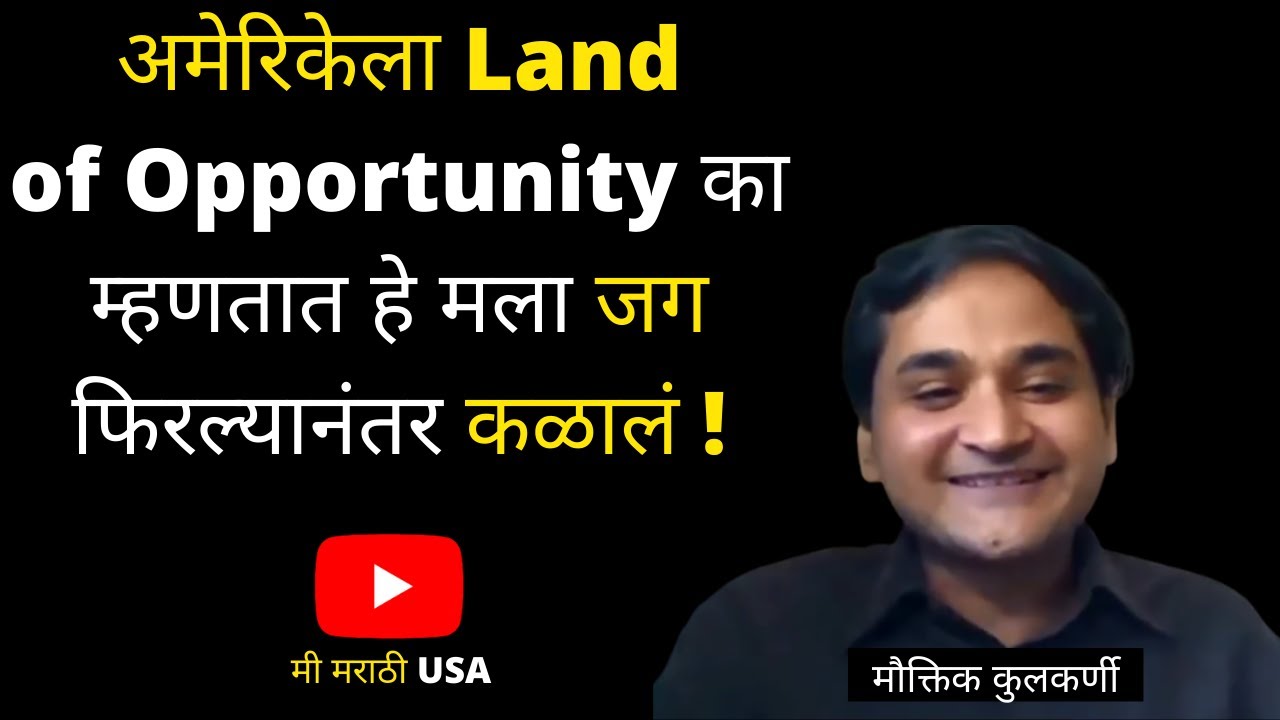 अमेरिकेला Land
of Opportunity का
म्हणतात हे मला जग
फिरल्यानंतर कळालं !
मी मराठी USA
मौक्तिक कुलकर्णी